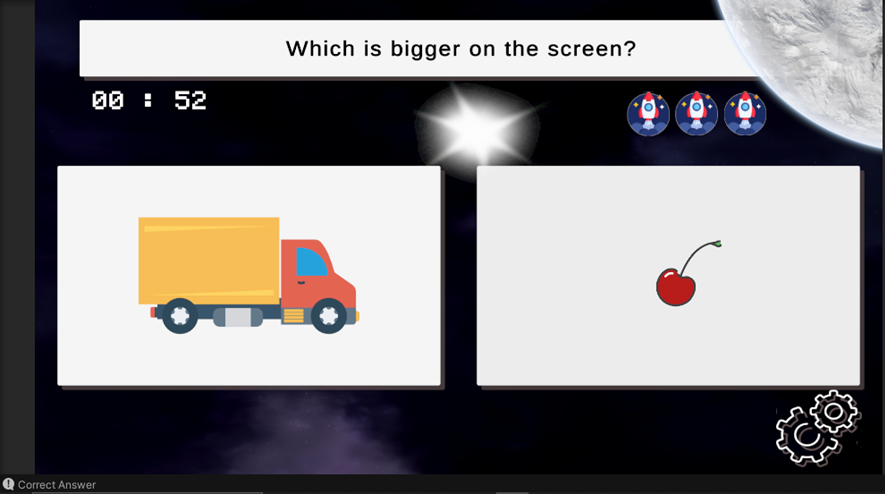 Which is bigger on the screen?
00 : 52
Correct Answer